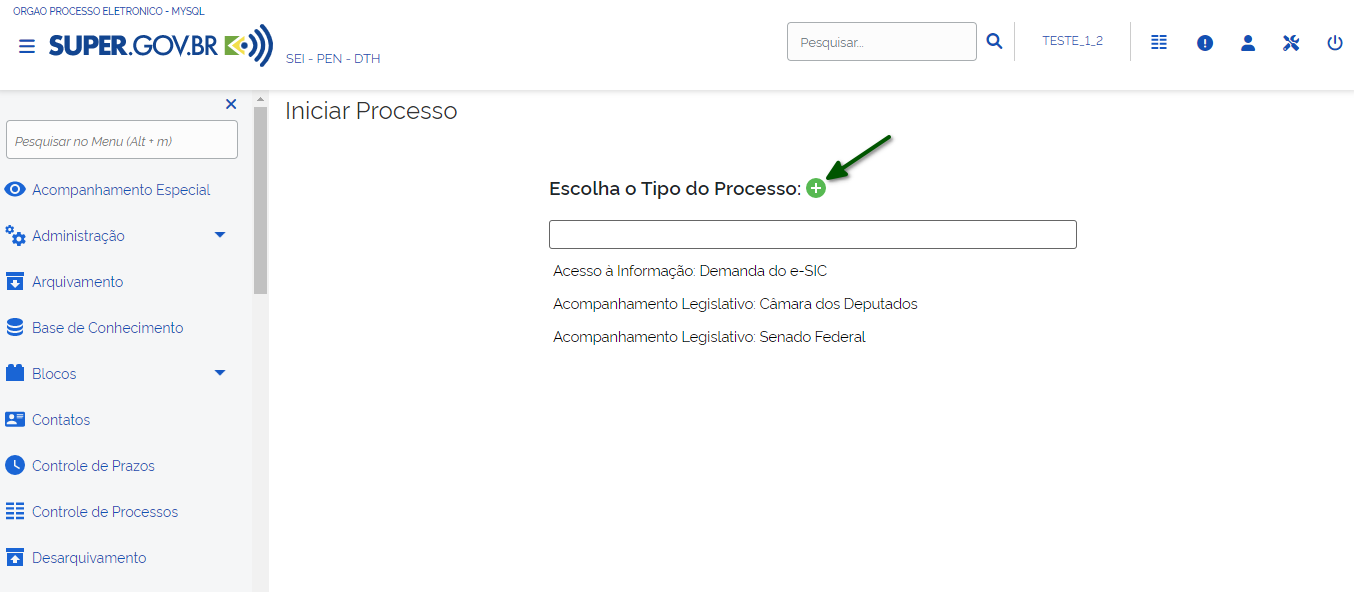 ORGAO PROCESSO ELETRONICO - MYSQL
SUPER.GOV.BR
SEI - PEN - DTH
Pesquisar...
TESTE_1_2
Pesquisar no Menu (Alt + m)
Acompanhamento Especial
Administração
Arquivamento
Base de Conhecimento
Blocos
Contatos
Controle de Prazos
Controle de Processos
Desarquivamento
Iniciar Processo
Escolha o Tipo do Processo:
Acesso à Informação: Demanda do e-SIC
Acompanhamento Legislativo: Câmara dos Deputados
Acompanhamento Legislativo: Senado Federal